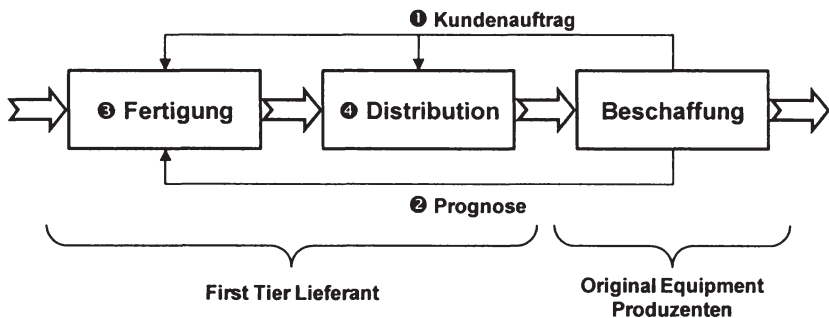 ❶ Kundenauftrag
❸ Fertigung
❹ Distribution
Beschaffung
❷ Prognose
First Tier Lieferant
Original Equipment
Produzenten